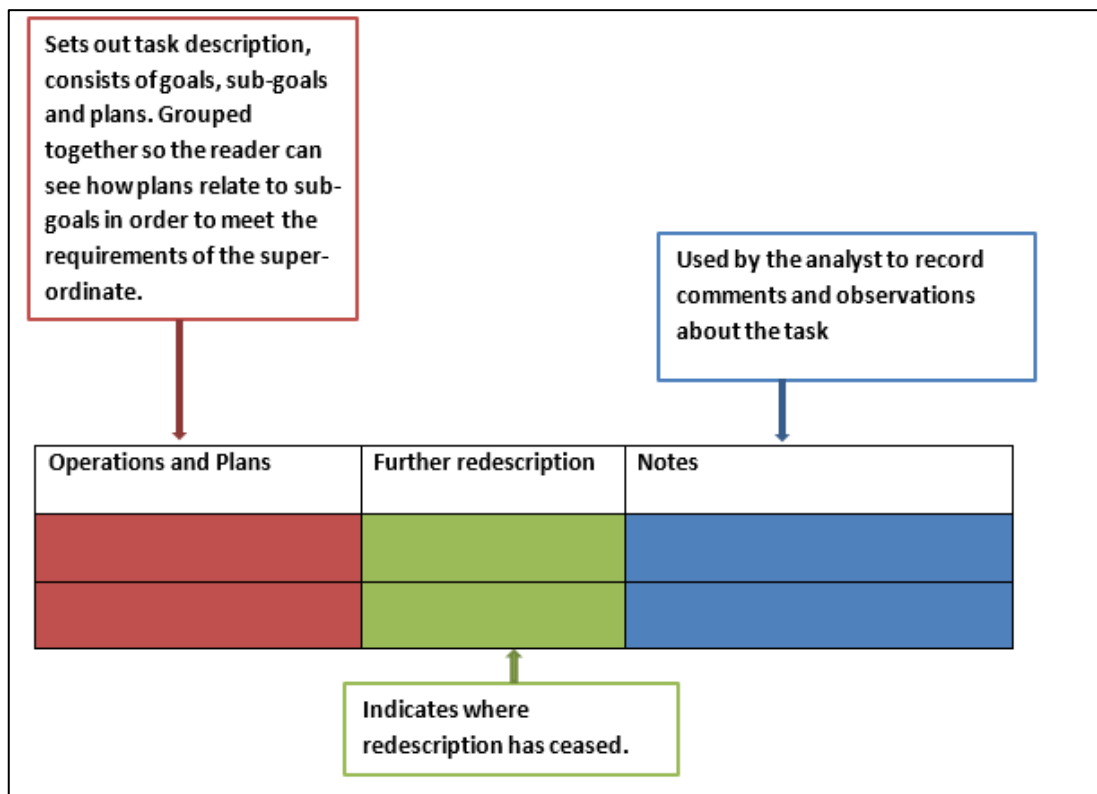 Sets out task description,
consists of goals, sub-goals
and plans. Grouped
together so the reader can
see how plans relate to sub-
goals in order to meet the
requirements of the super-
ordinate.
Used by the analyst to record
comments and observations
about the task
Operations and Plans
Further redescription
Notes
Indicates where
redescription has ceased.